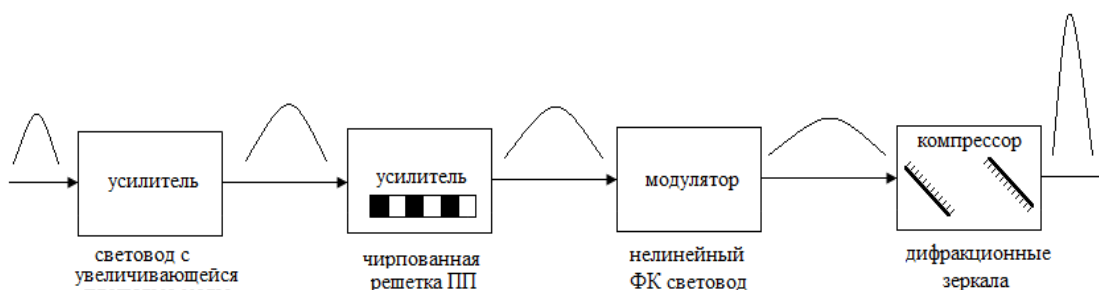 усилитель
усилитель
модулятор
компрессор
световод с
увеличивающейся
чирпованная
решетка ПП
нелинейный
ФК световод
дифракционные
зеркала